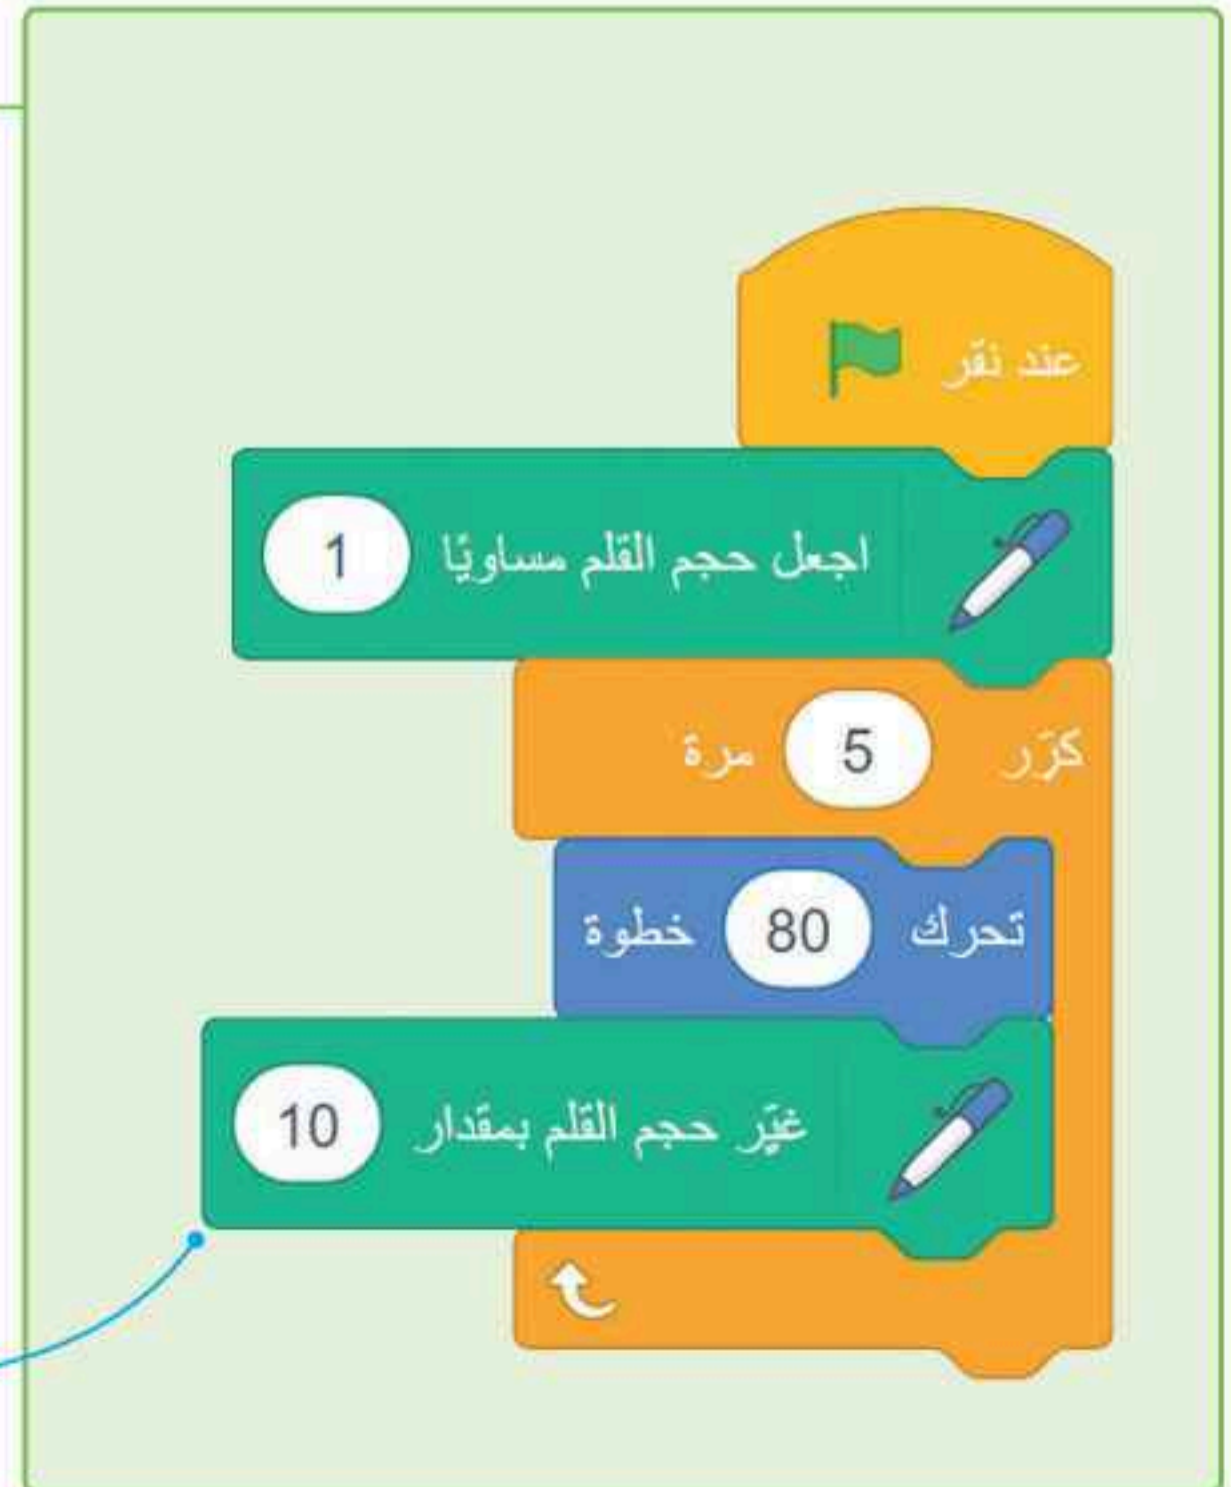 عند نقر
اجعل حجم القلم مساويًا 1
كرّر 5 مرة
تحرك 80 خطوة
غيّر حجم القلم بمقدار 10